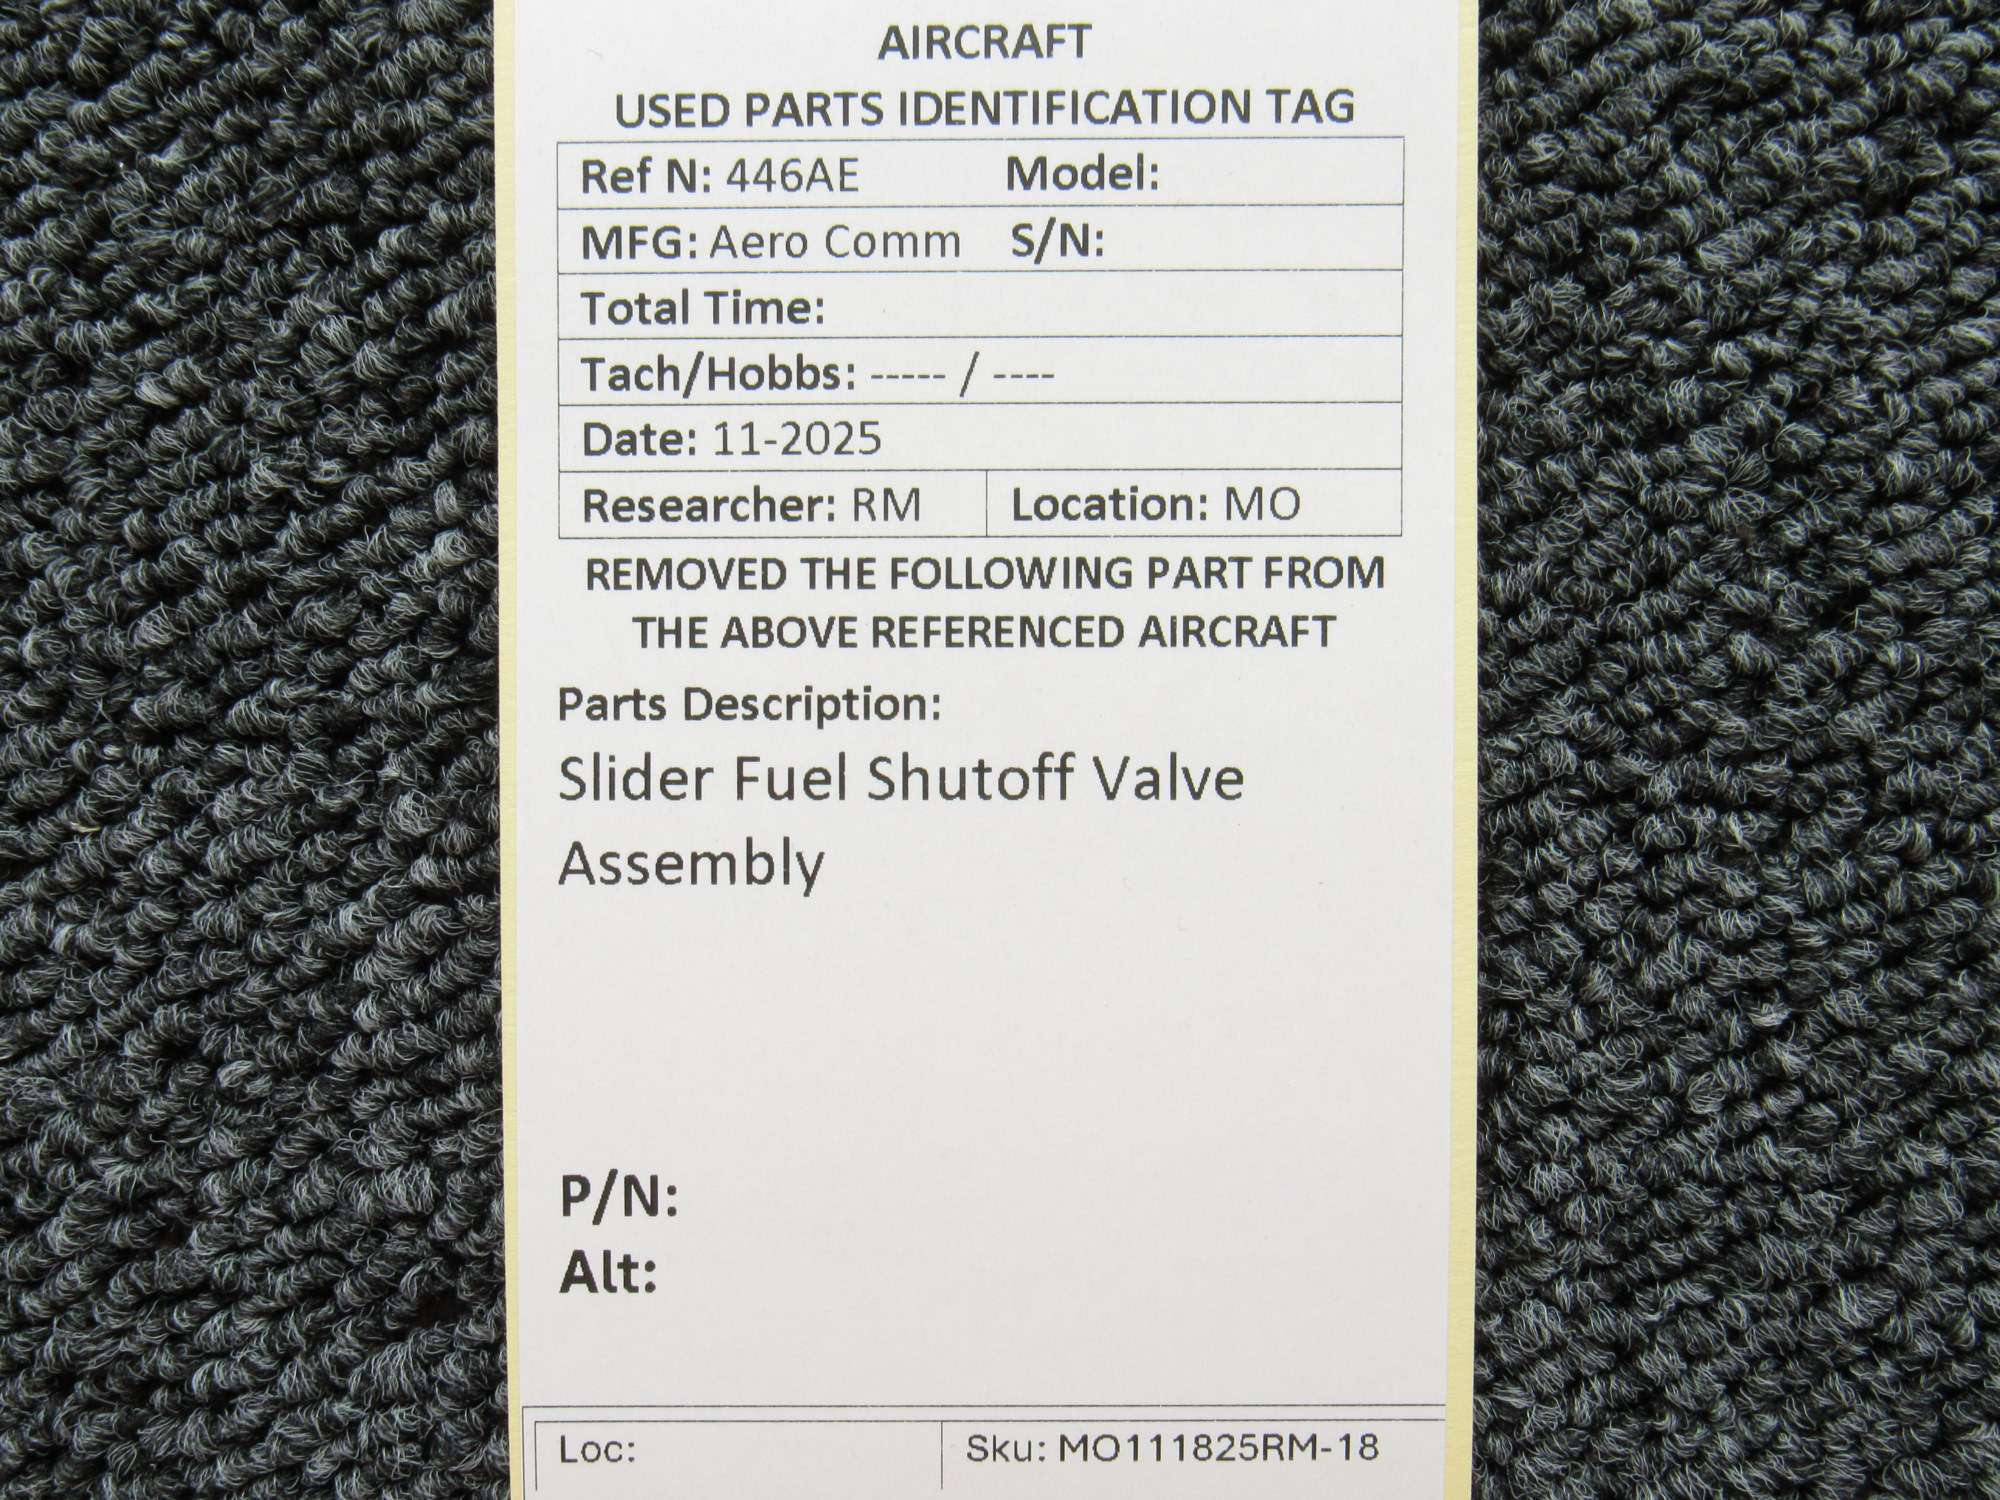 AIRCRAFT
USED PARTS IDENTIFICATION TAG
Ref N: 446AE Model:
MFG: Aero Comm S/N:
Total Time:
Tach/Hobbs: ----- / ----
Date: 11-2025
Researcher: RM Location: MO
REMOVED THE FOLLOWING PART FROM
THE ABOVE REFERENCED AIRCRAFT
Parts Description:
Slider Fuel Shutoff Valve
Assembly
P/N:
Alt:
Loc: Sku: MO111825RM-18